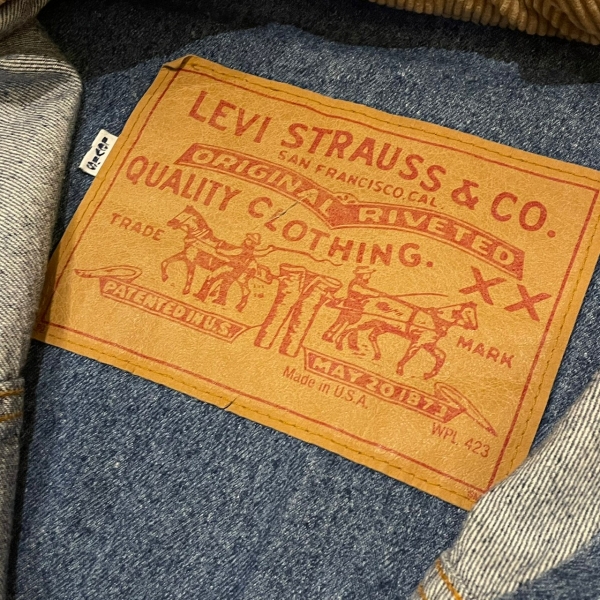 LEVI STRAUSS & CO.
SAN FRANCISCO, CAL.
ORIGINAL RIVETED
QUALITY CLOTHING.
XX
TRADE
MARK
PATENTED IN U.S
MAY 20 1873
Made in U.S.A.
WPL 423